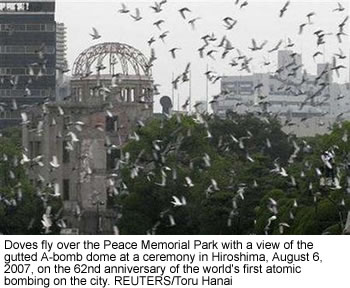 Doves fly over the Peace Memorial Park with a view of the
gutted A-bomb dome at a ceremony in Hiroshima, August 6,
2007, on the 62nd anniversary of the world's first atomic
bombing on the city. REUTERS/Toru Hanai